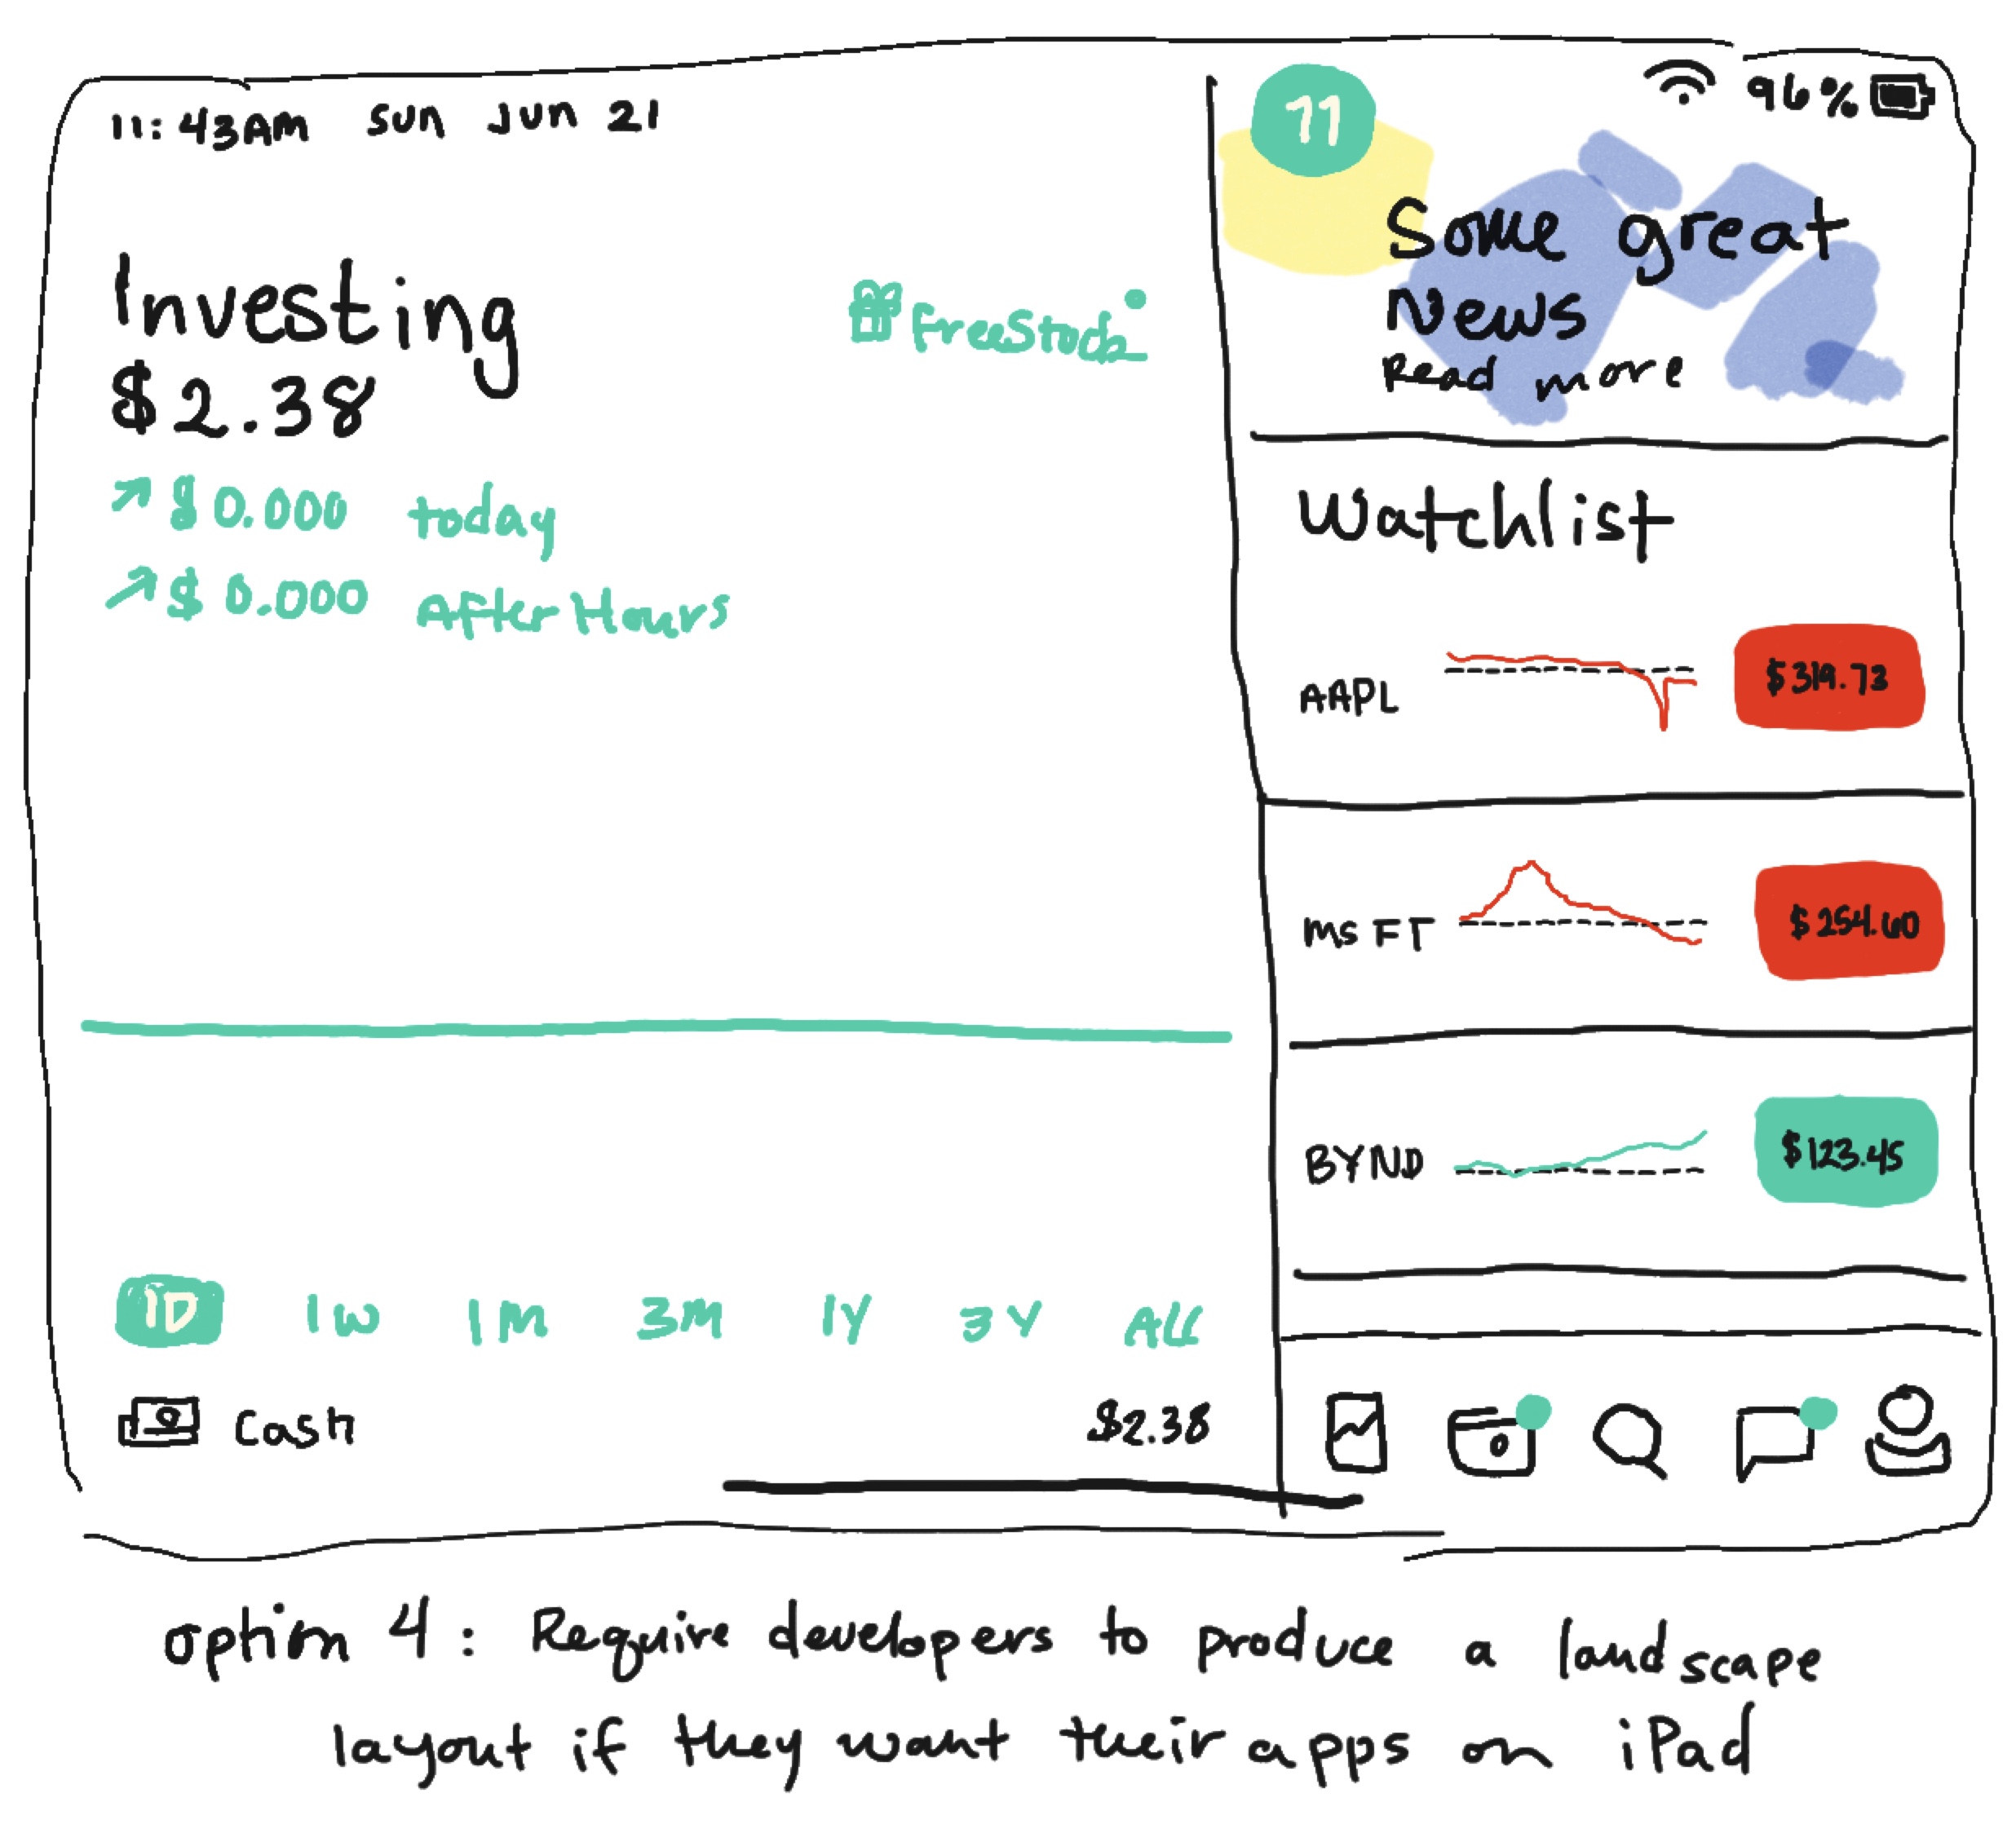 11:43AM Sun Jun 21
96%
11
Some great
News
Read more
Investing
$2.38
Free Stock
↗ $0.000 today
↗ $0.000 After Hours
Watchlist
AAPL $319.73
MSFT $254.60
BYND $123.45
1D 1W 1M 3M 1Y 3Y ALL
Cash $2.38
option 4: Require developers to produce a landscape
layout if they want their apps on iPad